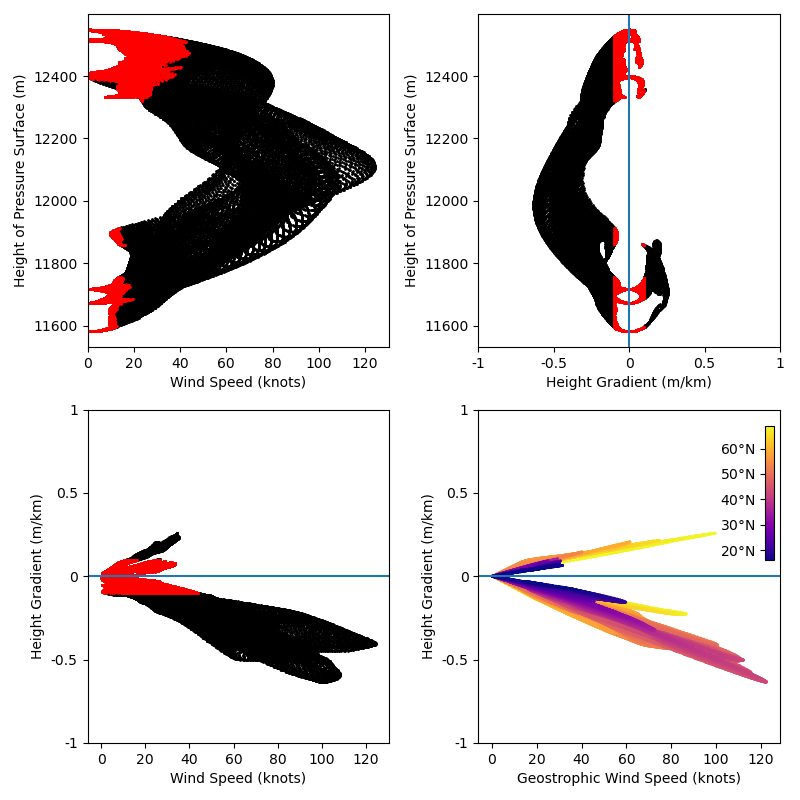 12400
12200
12000
11800
11600
Height of Pressure Surface (m)
0 20 40 60 80 100 120
Wind Speed (knots)
12400
12200
12000
11800
11600
Height of Pressure Surface (m)
-1 -0.5 0 0.5 1
Height Gradient (m/km)
1
0.5
0
-0.5
-1
Height Gradient (m/km)
0 20 40 60 80 100 120
Wind Speed (knots)
1
0.5
0
-0.5
-1
Height Gradient (m/km)
60°N
50°N
40°N
30°N
20°N
0 20 40 60 80 100 120
Geostrophic Wind Speed (knots)